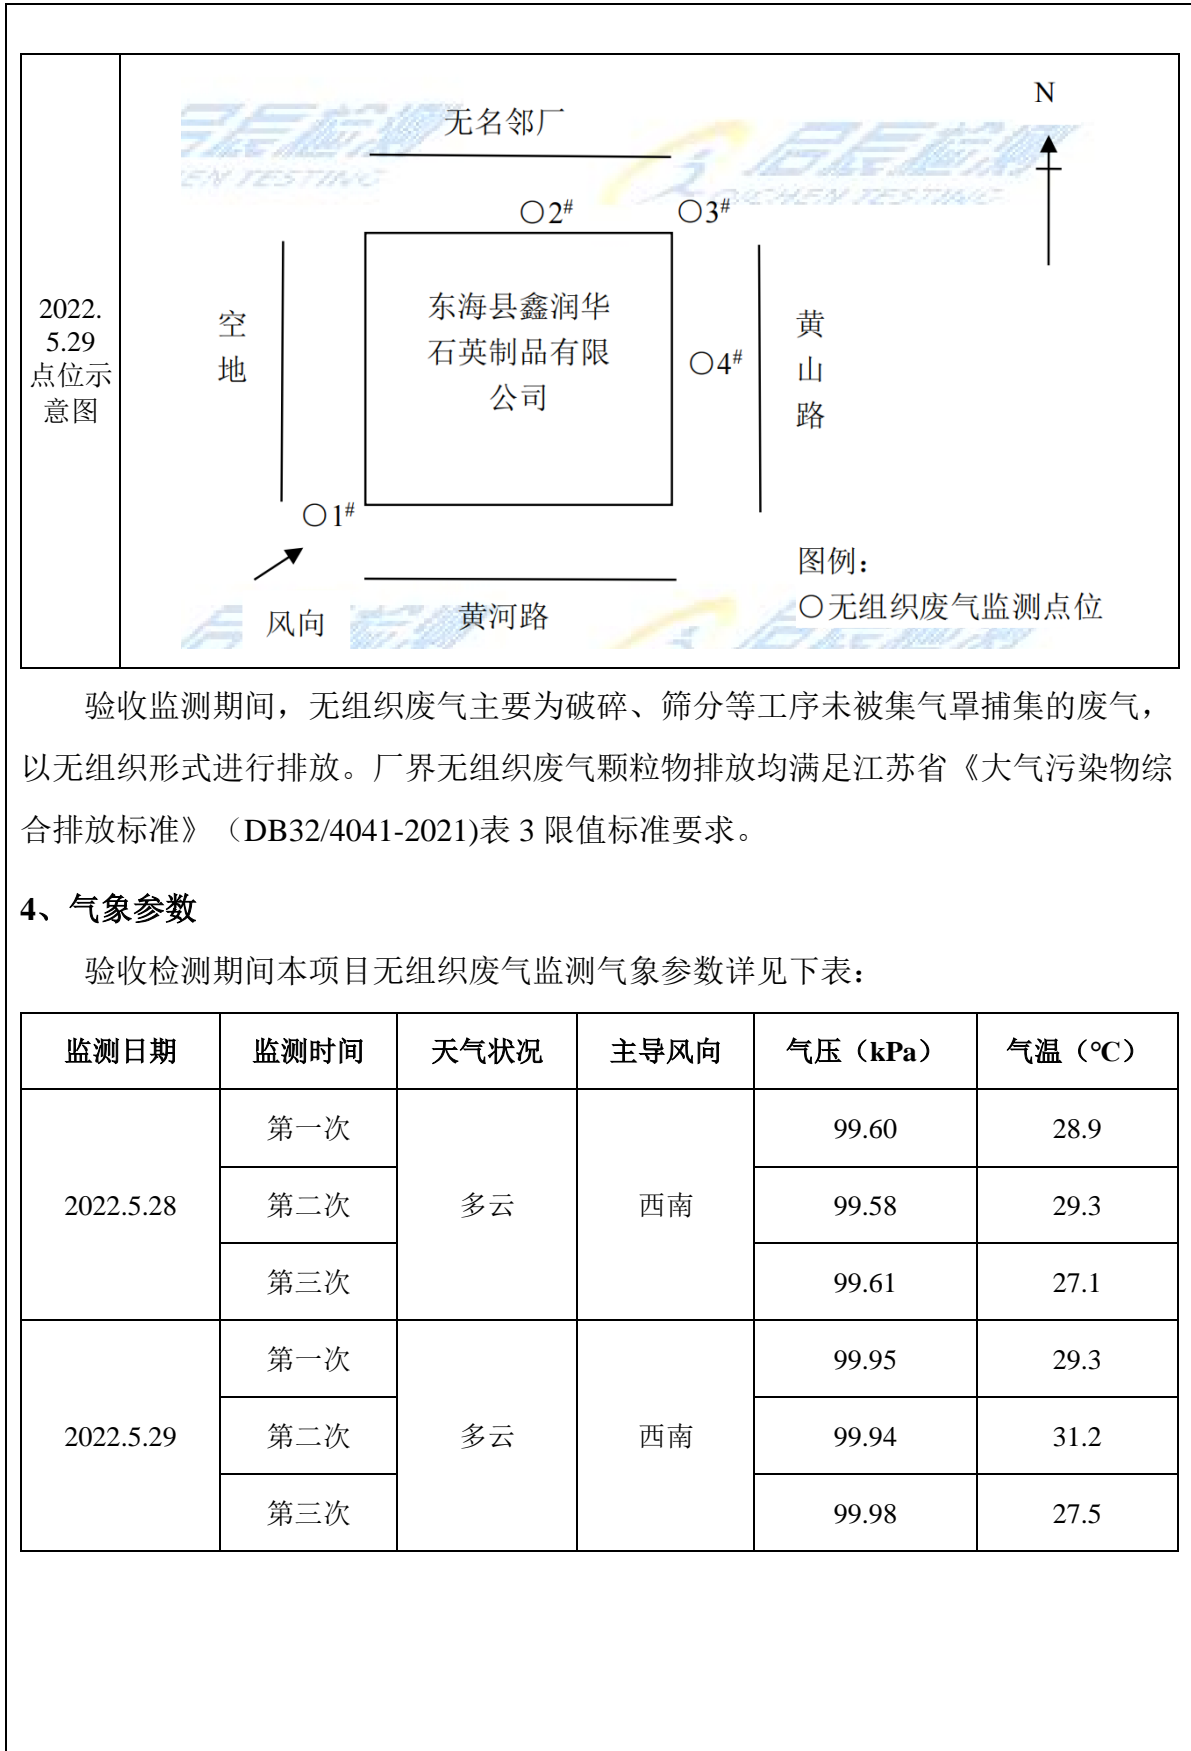 N
无名邻厂
○2#
○3#
2022.
5.29
点位示
意图
空
地
东海县鑫润华
石英制品有限
公司
○4#
黄
山
路
○1#
风向
黄河路
图例：
○无组织废气监测点位
验收监测期间，无组织废气主要为破碎、筛分等工序未被集气罩捕集的废气，
以无组织形式进行排放。厂界无组织废气颗粒物排放均满足江苏省《大气污染物综
合排放标准》（DB32/4041-2021)表 3 限值标准要求。
4、气象参数
验收检测期间本项目无组织废气监测气象参数详见下表：
监测日期 监测时间 天气状况 主导风向 气压（kPa） 气温（℃）
2022.5.28 第一次 多云 西南 99.60 28.9
第二次 99.58 29.3
第三次 99.61 27.1
2022.5.29 第一次 多云 西南 99.95 29.3
第二次 99.94 31.2
第三次 99.98 27.5